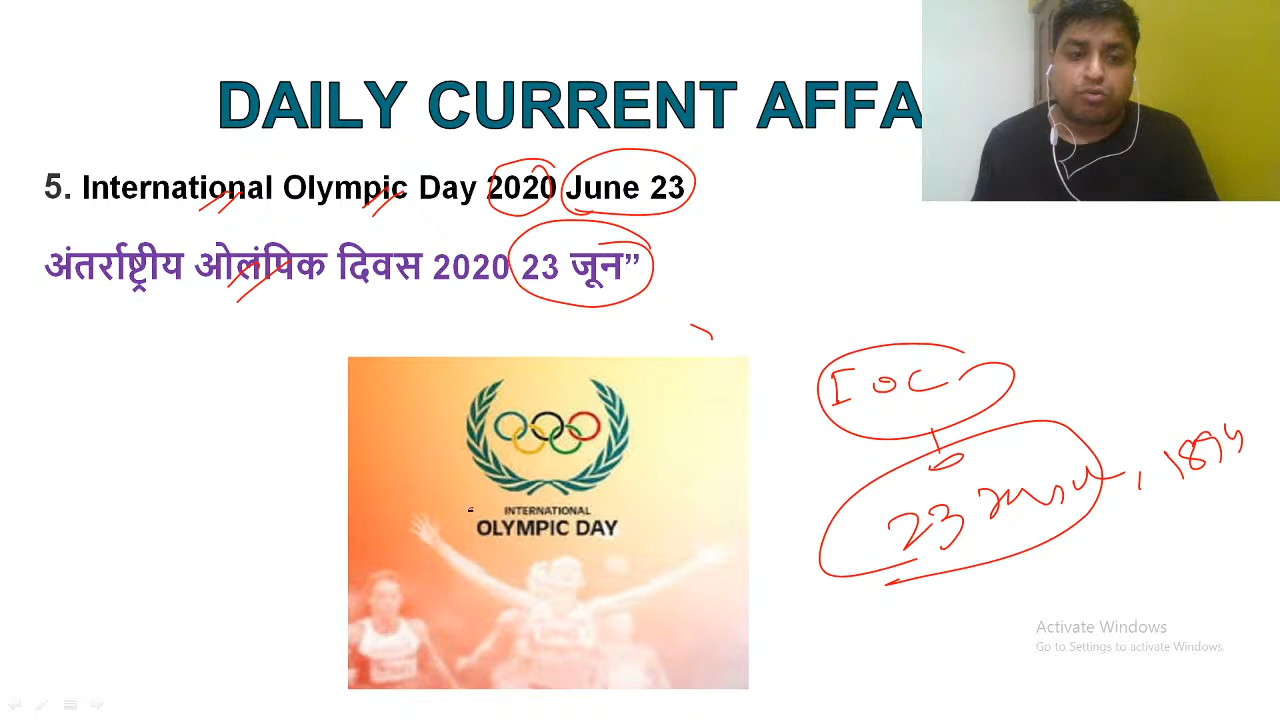 DAILY CURRENT AFFA
5. International Olympic Day 2020 June 23
अंतर्राष्ट्रीय ओलंपिक दिवस 2020 23 जून”
INTERNATIONAL
OLYMPIC DAY
IOC
23 , 1894
Activate Windows
Go to Settings to activate Windows.